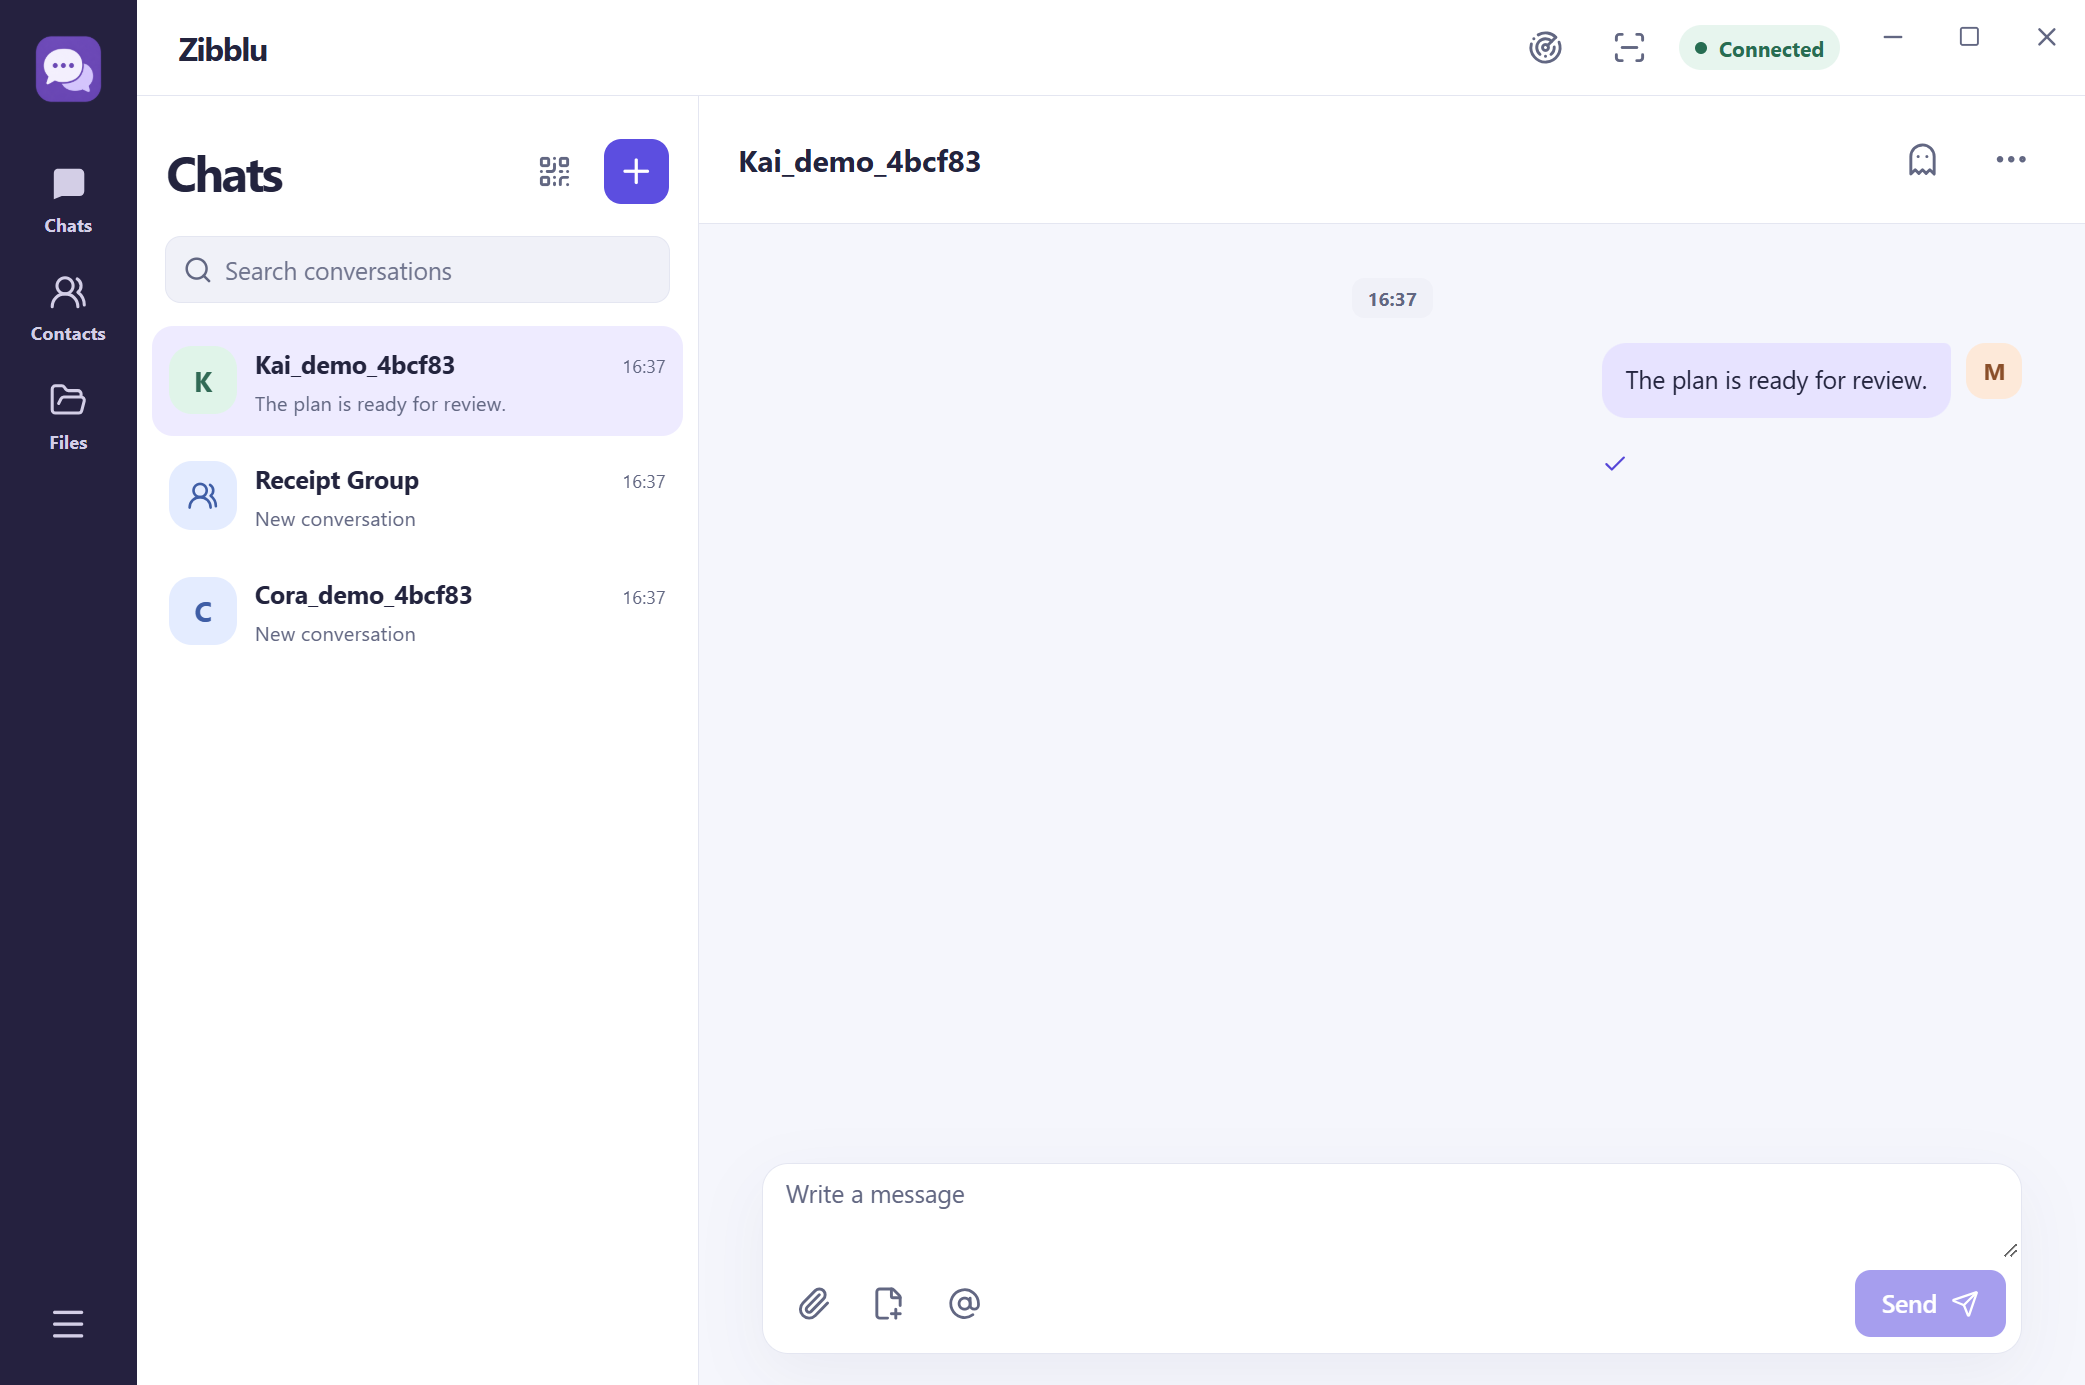 Zibblu
Connected
Chats
Contacts
Files
Chats
Search conversations
K
Kai_demo_4bcf83
16:37
The plan is ready for review.
Receipt Group
16:37
New conversation
C
Cora_demo_4bcf83
16:37
New conversation
Kai_demo_4bcf83
16:37
The plan is ready for review.
M
Write a message
Send